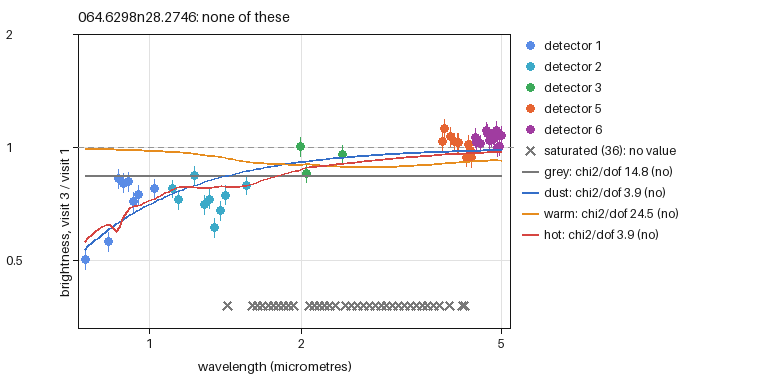 064.6298n28.2746: none of these
2
1
0.5
brightness, visit 3 / visit 1
1
2
5
wavelength (micrometres)
detector 1
detector 2
detector 3
detector 5
detector 6
saturated (36): no value
grey: chi2/dof 14.8 (no)
dust: chi2/dof 3.9 (no)
warm: chi2/dof 24.5 (no)
hot: chi2/dof 3.9 (no)